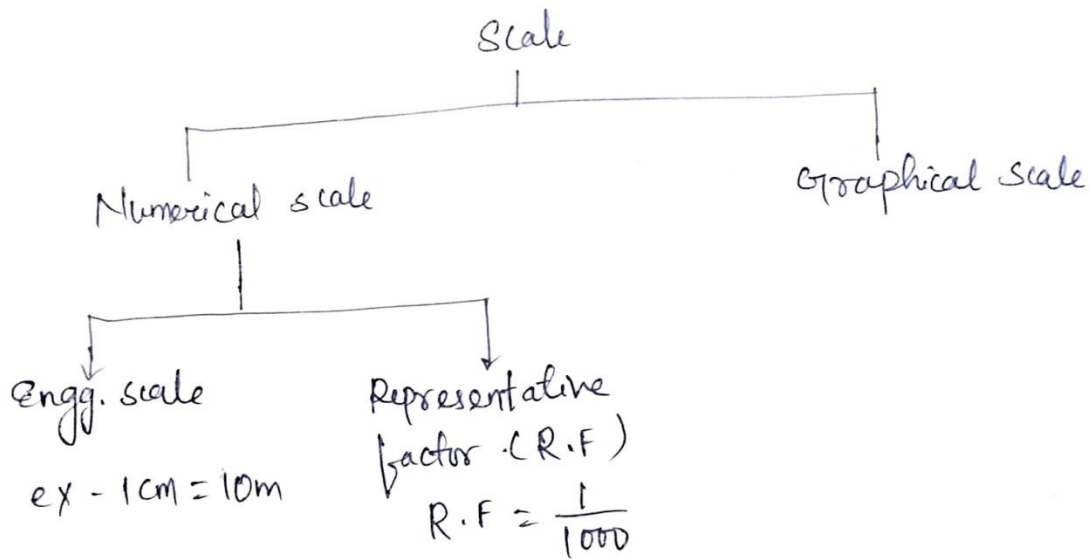 Scale
Numerical scale
Graphical scale
Engg. scale
ex - 1cm = 10m
Representative
factor. (R.F)
R.F = 1/1000